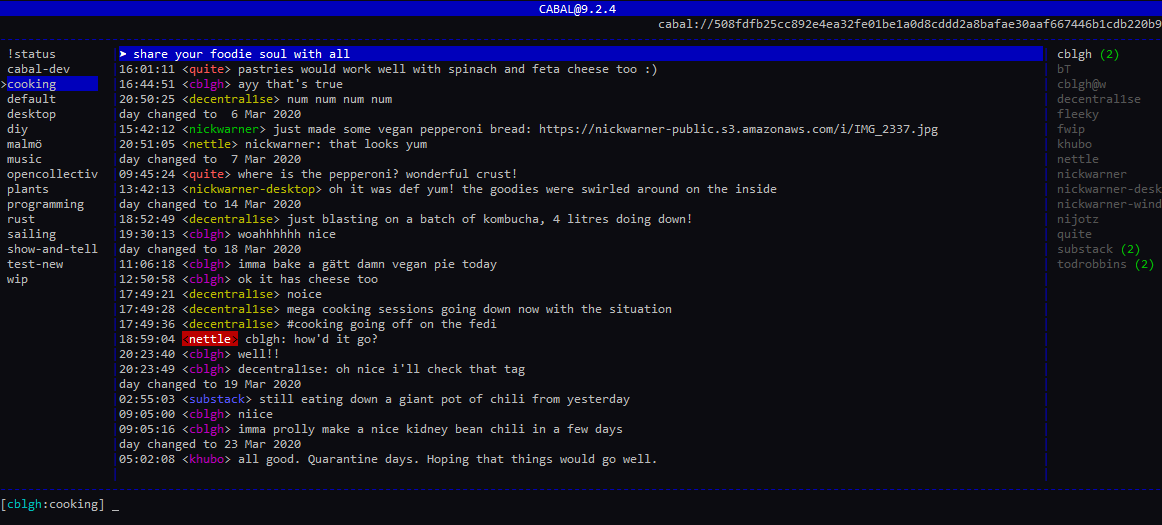 CABAL@9.2.4
cabal://508fdfb25cc892e4ea32fe01be1a0d8cddd2a8bafae30aaf667446b1cdb220b9
!status
cabal-dev
>cooking
default
desktop
diy
malmö
music
opencollectiv
plants
programming
rust
sailing
show-and-tell
test-new
wip
➤ share your foodie soul with all
16:01:11 <quite> pastries would work well with spinach and feta cheese too :)
16:44:51 <cblgh> ayy that's true
20:50:25 <decentral1se> num num num num
day changed to  6 Mar 2020
15:42:12 <nickwarner> just made some vegan pepperoni bread: https://nickwarner-public.s3.amazonaws.com/i/IMG_2337.jpg
20:51:05 <nettle> nickwarner: that looks yum
day changed to  7 Mar 2020
09:45:24 <quite> where is the pepperoni? wonderful crust!
13:42:13 <nickwarner-desktop> oh it was def yum! the goodies were swirled around on the inside
day changed to 14 Mar 2020
18:52:49 <decentral1se> just blasting on a batch of kombucha, 4 litres doing down!
19:30:13 <cblgh> woahhhhhh nice
day changed to 18 Mar 2020
11:06:18 <cblgh> imma bake a gätt damn vegan pie today
12:50:58 <cblgh> ok it has cheese too
17:49:21 <decentral1se> noice
17:49:28 <decentral1se> mega cooking sessions going down now with the situation
17:49:36 <decentral1se> #cooking going off on the fedi
18:59:04 <nettle> cblgh: how'd it go?
20:23:40 <cblgh> well!!
20:23:49 <cblgh> decentral1se: oh nice i'll check that tag
day changed to 19 Mar 2020
02:55:03 <substack> still eating down a giant pot of chili from yesterday
09:05:00 <cblgh> niice
09:05:16 <cblgh> imma prolly make a nice kidney bean chili in a few days
day changed to 23 Mar 2020
05:02:08 <khubo> all good. Quarantine days. Hoping that things would go well.
cblgh (2)
bT
cblgh@w
decentral1se
fleeky
fwip
khubo
nettle
nickwarner
nickwarner-desk
nickwarner-wind
nijotz
quite
substack (2)
todrobbins (2)
[cblgh:cooking] _